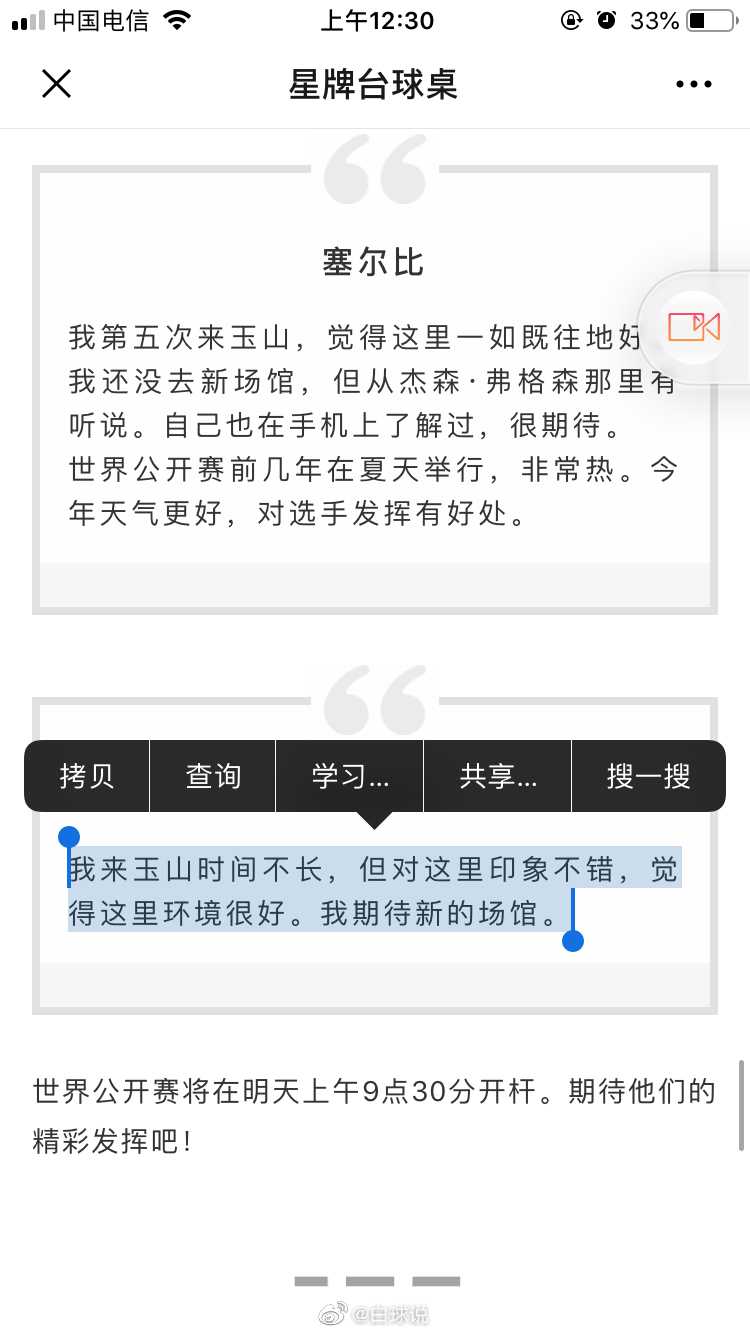 中国电信 上午12:30 33%
星牌台球桌
塞尔比
我第五次来玉山，觉得这里一如既往地好
我还没去新场馆，但从杰森·弗格森那里有
听说。自己也在手机上了解过，很期待。
世界公开赛前几年在夏天举行，非常热。今
年天气更好，对选手发挥有好处。
拷贝 查询 学习... 共享... 搜一搜
我来玉山时间不长，但对这里印象不错，觉
得这里环境很好。我期待新的场馆。
世界公开赛将在明天上午9点30分开杆。期待他们的
精彩发挥吧！
@白球说